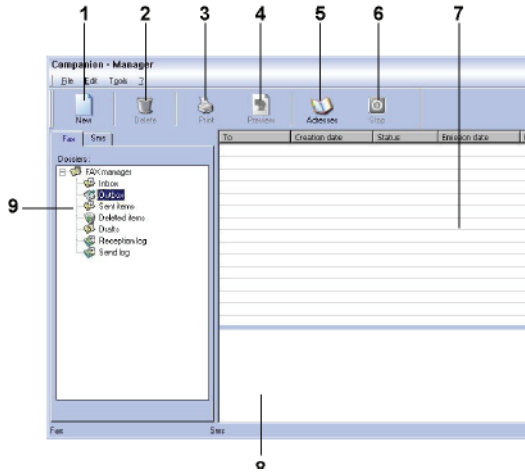 1 2 3 4 5 6 7
Companion - Manager
File Edit Tools ?
New Delete Print Preview Adresses Stop
Fax Sms
To Creation date Status Emission date
Dossiers:
FAX manager
Inbox
Outbox
Sent items
Deleted items
Drafts
Reception log
Send log
9
Fax Sms
8